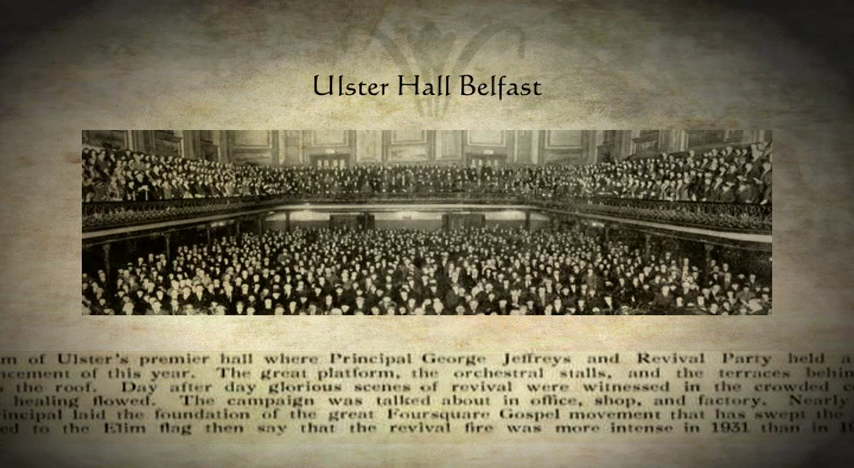 Ulster Hall Belfast
m of Ulster's premier hall where Principal George Jeffreys and Revival Party held a
ncement of this year. The great platform, the orchestral stalls, and the terraces behin
the roof. Day after day glorious scenes of revival were witnessed in the crowded c
healing flowed. The campaign was talked about in office, shop, and factory. Nearly
incipal laid the foundation of the great Foursquare Gospel movement that has swept the
ed to the Elim flag then say that the revival fire was more intense in 1931 than in